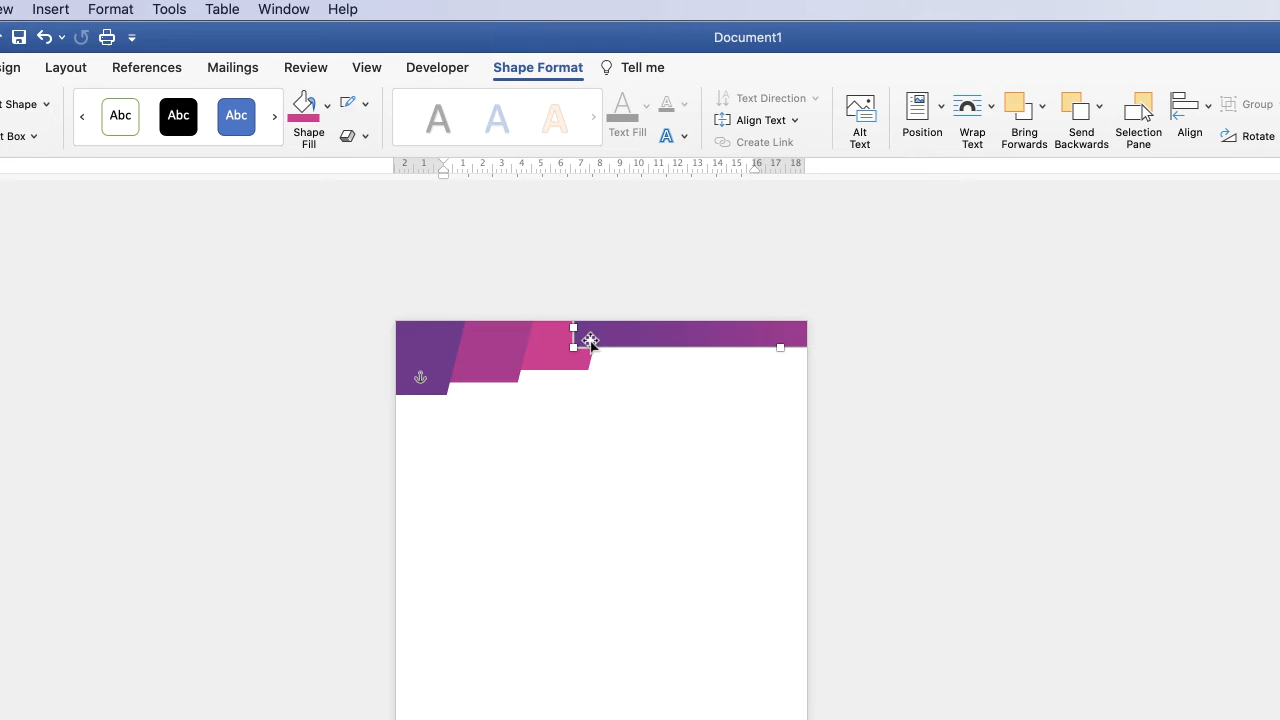 ew Insert Format Tools Table Window Help
Document1
sign Layout References Mailings Review View Developer Shape Format Tell me
t Shape Abc Abc Abc Shape Fill A A A Text Fill Text Direction Alt Text Position Wrap Text Bring Forwards Send Backwards Selection Pane Align Group
Align Text
t Box Create Link Rotate
2 1 1 2 3 4 5 6 7 8 9 10 11 12 13 14 15 16 17 18